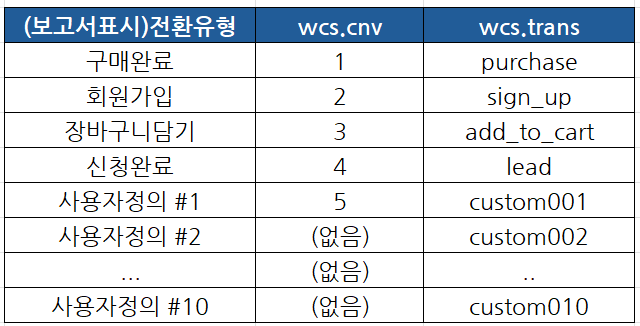 (보고서표시)전환유형 wcs.cnv wcs.trans
구매완료 1 purchase
회원가입 2 sign_up
장바구니담기 3 add_to_cart
신청완료 4 lead
사용자정의 #1 5 custom001
사용자정의 #2 (없음) custom002
... (없음) ..
사용자정의 #10 (없음) custom010